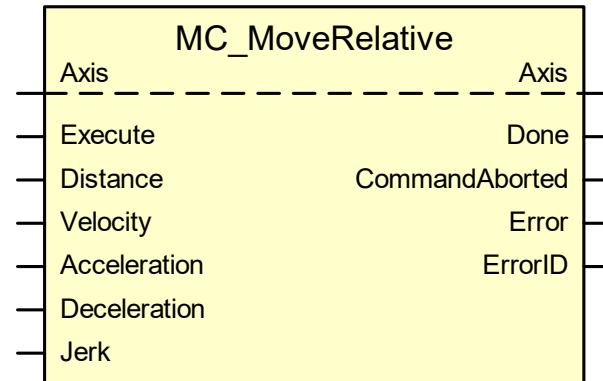 MC_MoveRelative
Axis Axis
Execute Done
Distance CommandAborted
Velocity Error
Acceleration ErrorID
Deceleration
Jerk